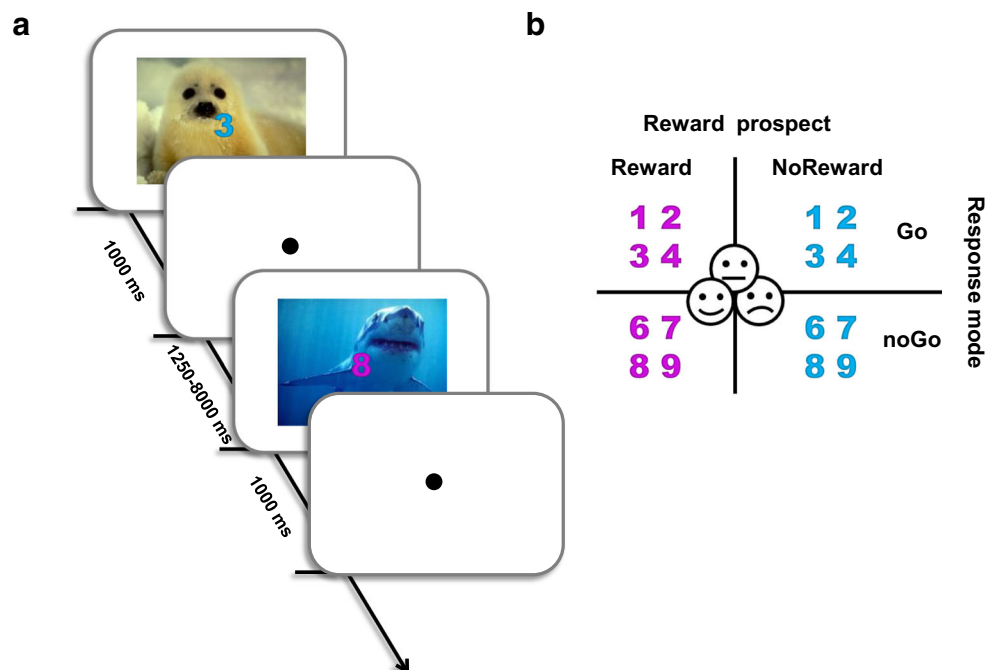 a
3
1000 ms
1250-8000 ms
8
1000 ms
b
Reward prospect
Reward NoReward
1 2 1 2
3 4 3 4
Go
6 7 6 7
8 9 8 9
noGo
Response mode